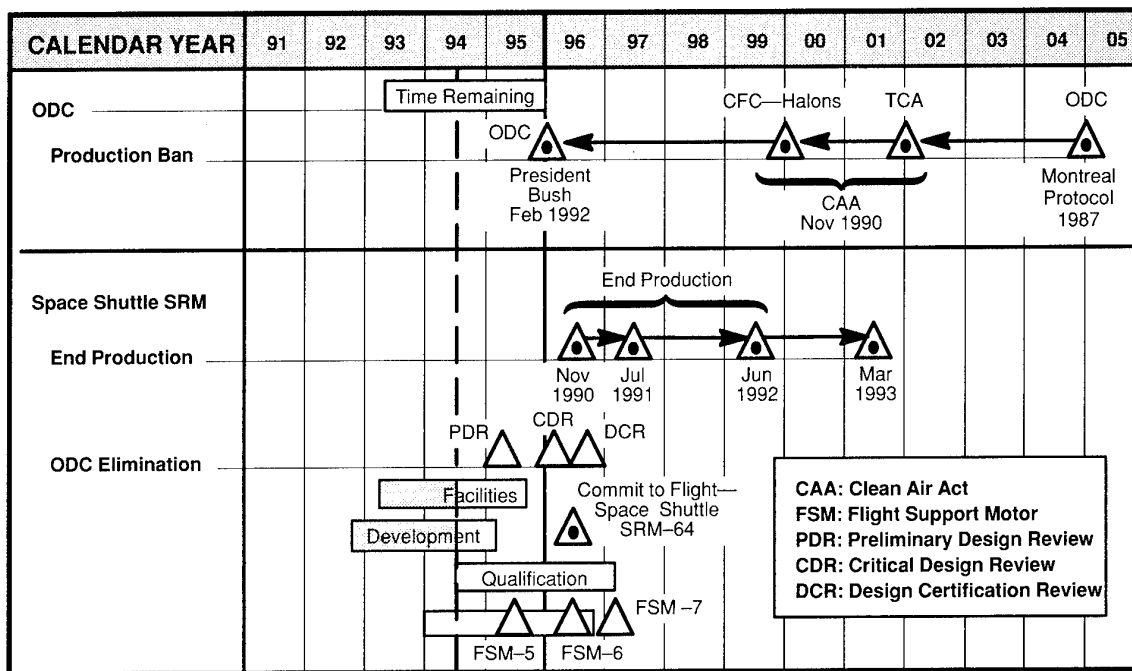 CALENDAR YEAR 91 92 93 94 95 96 97 98 99 00 01 02 03 04 05
ODC
Time Remaining
Production Ban
ODC
CFC—Halons
TCA
ODC
President
Bush
Feb 1992
CAA
Nov 1990
Montreal
Protocol
1987
Space Shuttle SRM
End Production
End Production
Nov
1990
Jul
1991
Jun
1992
Mar
1993
ODC Elimination
PDR
CDR
DCR
Facilities
Development
Commit to Flight—
Space Shuttle
SRM–64
Qualification
FSM–5
FSM–6
FSM –7
CAA: Clean Air Act
FSM: Flight Support Motor
PDR: Preliminary Design Review
CDR: Critical Design Review
DCR: Design Certification Review